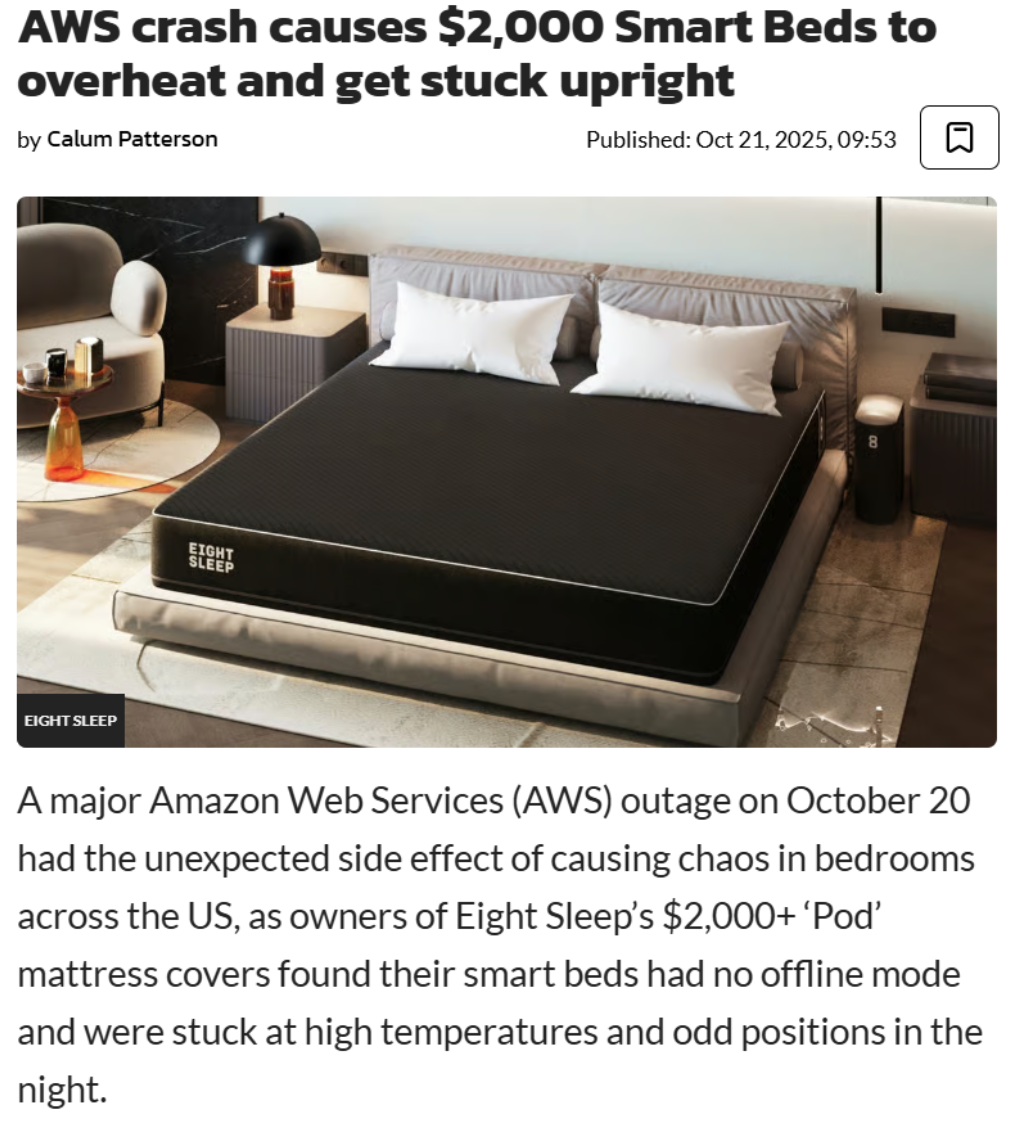 AWS crash causes $2,000 Smart Beds to
overheat and get stuck upright
by Calum Patterson
Published: Oct 21, 2025, 09:53
8
EIGHT
SLEEP
EIGHT SLEEP
A major Amazon Web Services (AWS) outage on October 20
had the unexpected side effect of causing chaos in bedrooms
across the US, as owners of Eight Sleep’s $2,000+ ‘Pod’
mattress covers found their smart beds had no offline mode
and were stuck at high temperatures and odd positions in the
night.